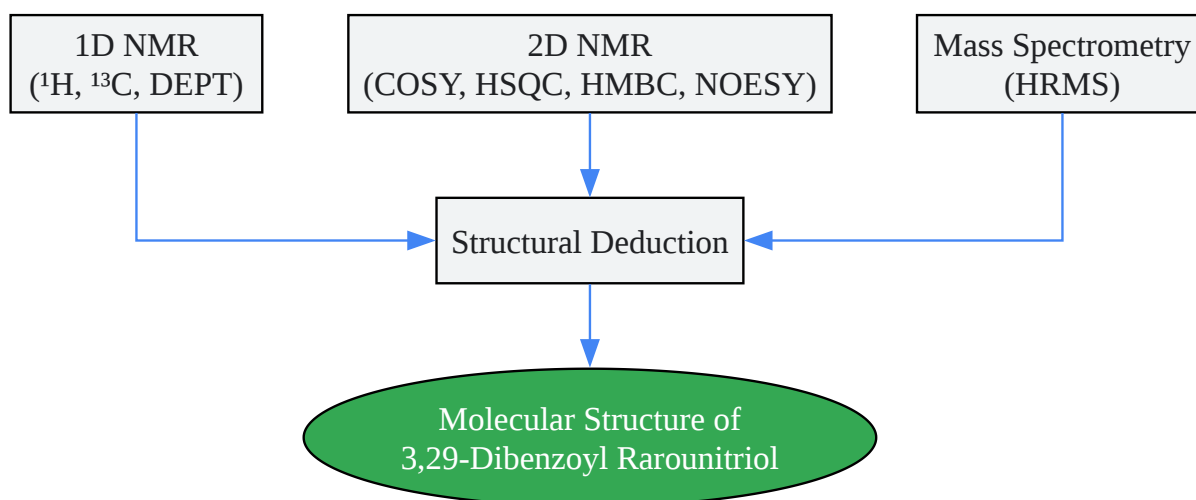 1D NMR
(¹H, ¹³C, DEPT)
2D NMR
(COSY, HSQC, HMBC, NOESY)
Mass Spectrometry
(HRMS)
Structural Deduction
Molecular Structure of
3,29-Dibenzoyl Rarounitriol